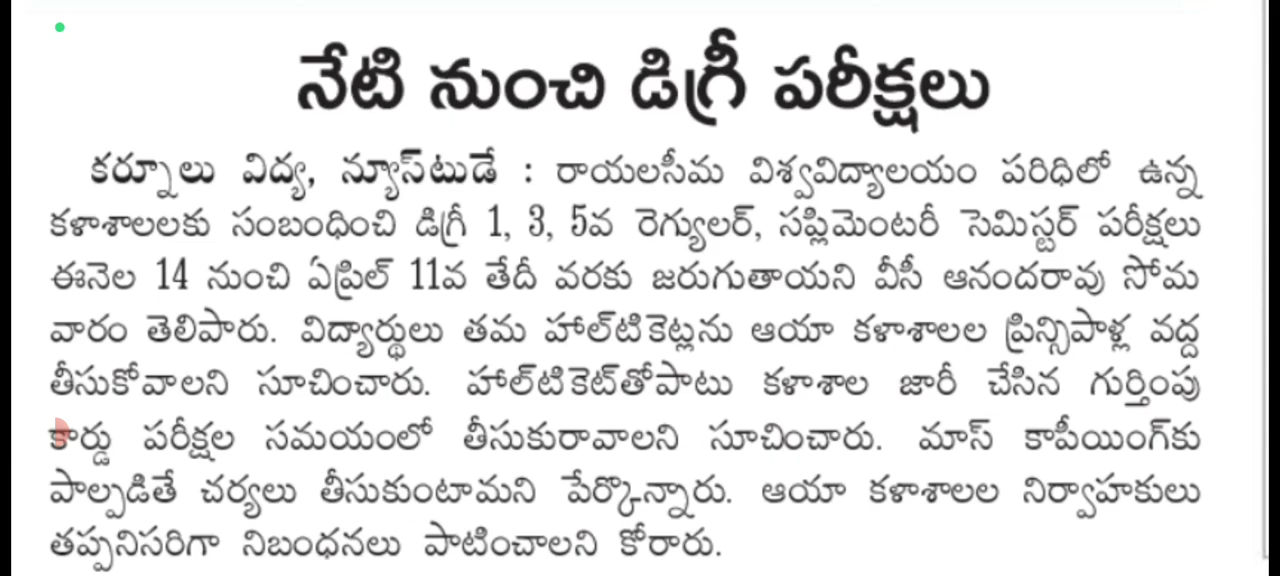 నేటి నుంచి డిగ్రీ పరీక్షలు
కర్నూలు విద్య, న్యూస్‌టుడే : రాయలసీమ విశ్వవిద్యాలయం పరిధిలో ఉన్న
కళాశాలలకు సంబంధించి డిగ్రీ 1, 3, 5వ రెగ్యులర్, సప్లిమెంటరీ సెమిస్టర్ పరీక్షలు
ఈనెల 14 నుంచి ఏప్రిల్ 11వ తేదీ వరకు జరుగుతాయని వీసీ ఆనందరావు సోమ
వారం తెలిపారు. విద్యార్థులు తమ హాల్‌టికెట్లను ఆయా కళాశాలల ప్రిన్సిపాళ్ల వద్ద
తీసుకోవాలని సూచించారు. హాల్‌టికెట్‌తోపాటు కళాశాల జారీ చేసిన గుర్తింపు
కార్డు పరీక్షల సమయంలో తీసుకురావాలని సూచించారు. మాస్ కాపీయింగ్‌కు
పాల్పడితే చర్యలు తీసుకుంటామని పేర్కొన్నారు. ఆయా కళాశాలల నిర్వాహకులు
తప్పనిసరిగా నిబంధనలు పాటించాలని కోరారు.